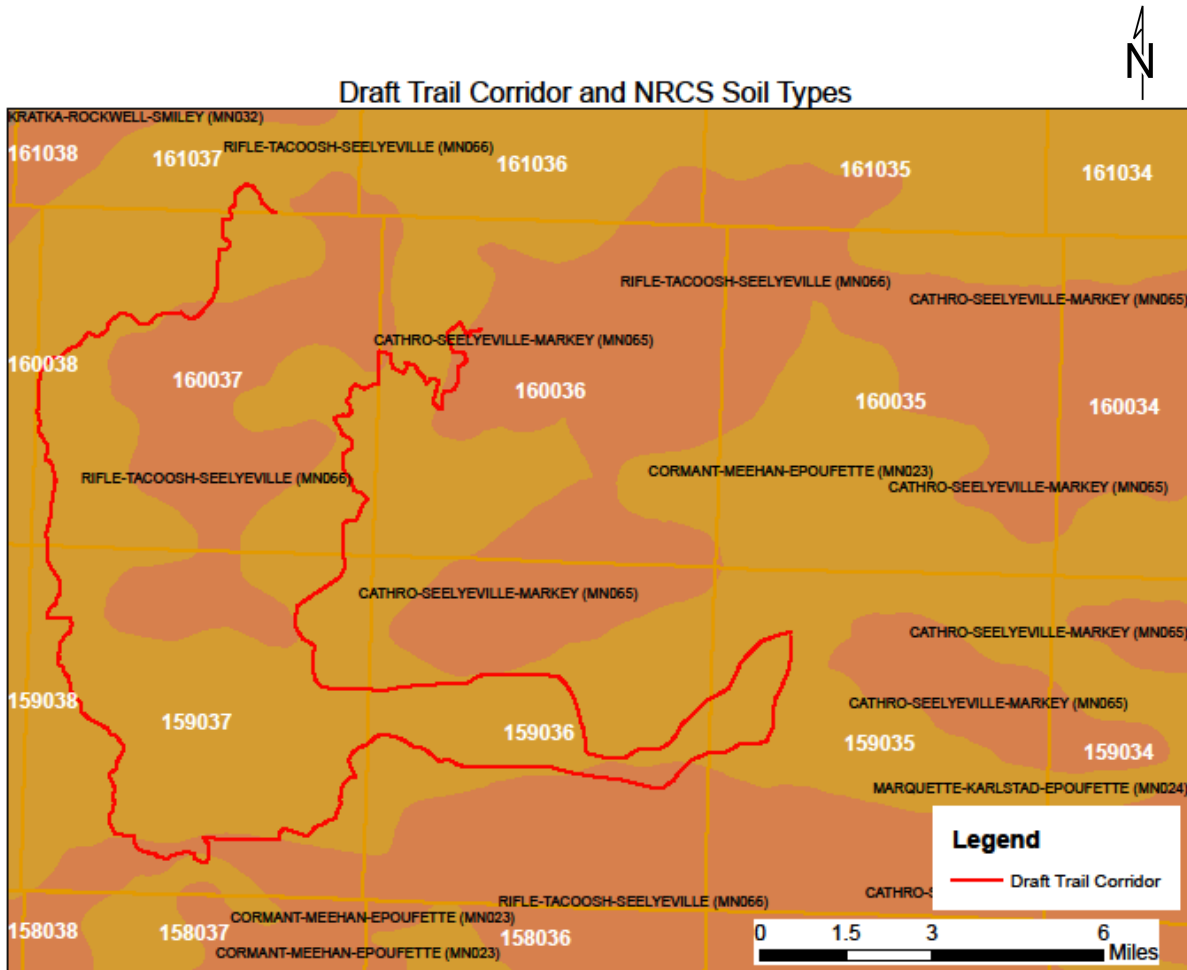 N
Draft Trail Corridor and NRCS Soil Types
KRATKA-ROCKWELL-SMILEY (MN032)
RIFLE-TACOOSH-SEELYEVILLE (MN066)
161038
161037
161036
161035
161034
RIFLE-TACOOSH-SEELYEVILLE (MN066)
CATHRO-SEELYEVILLE-MARKEY (MN065)
CATHRO-SEELYEVILLE-MARKEY (MN065)
160038
160037
160036
160035
160034
RIFLE-TACOOSH-SEELYEVILLE (MN066)
CORMANT-MEEHAN-EPOUFETTE (MN023)
CATHRO-SEELYEVILLE-MARKEY (MN065)
CATHRO-SEELYEVILLE-MARKEY (MN065)
CATHRO-SEELYEVILLE-MARKEY (MN065)
159038
159037
159036
CATHRO-SEELYEVILLE-MARKEY (MN065)
159035
159034
MARQUETTE-KARLSTAD-EPOUFETTE (MN024)
Legend
Draft Trail Corridor
RIFLE-TACOOSH-SEELYEVILLE (MN066)
CATHRO-S
CORMANT-MEEHAN-EPOUFETTE (MN023)
158038
158037
158036
CORMANT-MEEHAN-EPOUFETTE (MN023)
0 1.5 3 6
Miles